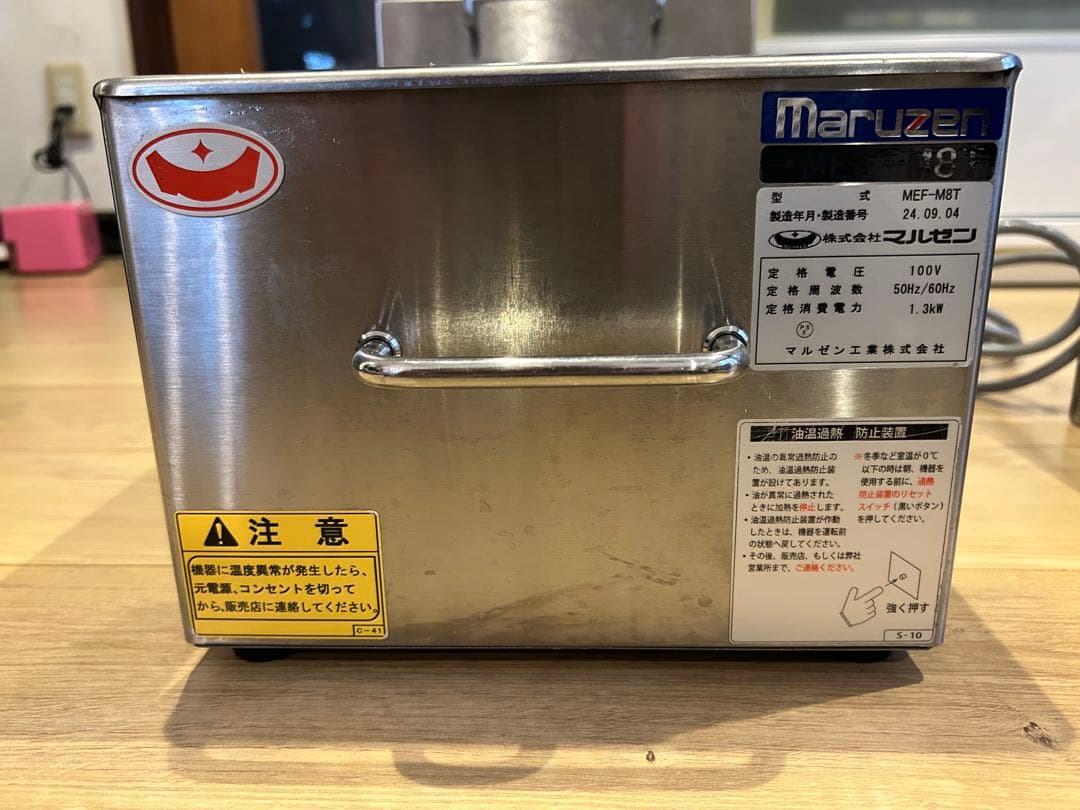 maruzen
8
型 式 MEF-M8T
製造年月・製造番号 24.09.04
株式会社マルゼン
定格電圧 100V
定格周波数 50Hz/60Hz
定格消費電力 1.3kW
PSE
マルゼン工業株式会社
油温過熱 防止装置
・油温の異常過熱防止の
ため、油温過熱防止装
置が設けてあります。
・油が異常に過熱された
ときに加熱を停止します。
・油温過熱防止装置が作動
したときは、機器を運転前
の状態へ戻してください。
・その後、販売店、もしくは弊社
営業所まで、ご連絡ください。
※冬季など室温が0℃
以下の時は朝、機器を
使用する前に、過熱
防止装置のリセット
スイッチ(黒いボタン)
を押してください。
強く押す
S-10
注 意
機器に温度異常が発生したら、
元電源、コンセントを切って
から、販売店に連絡してください。
C-41